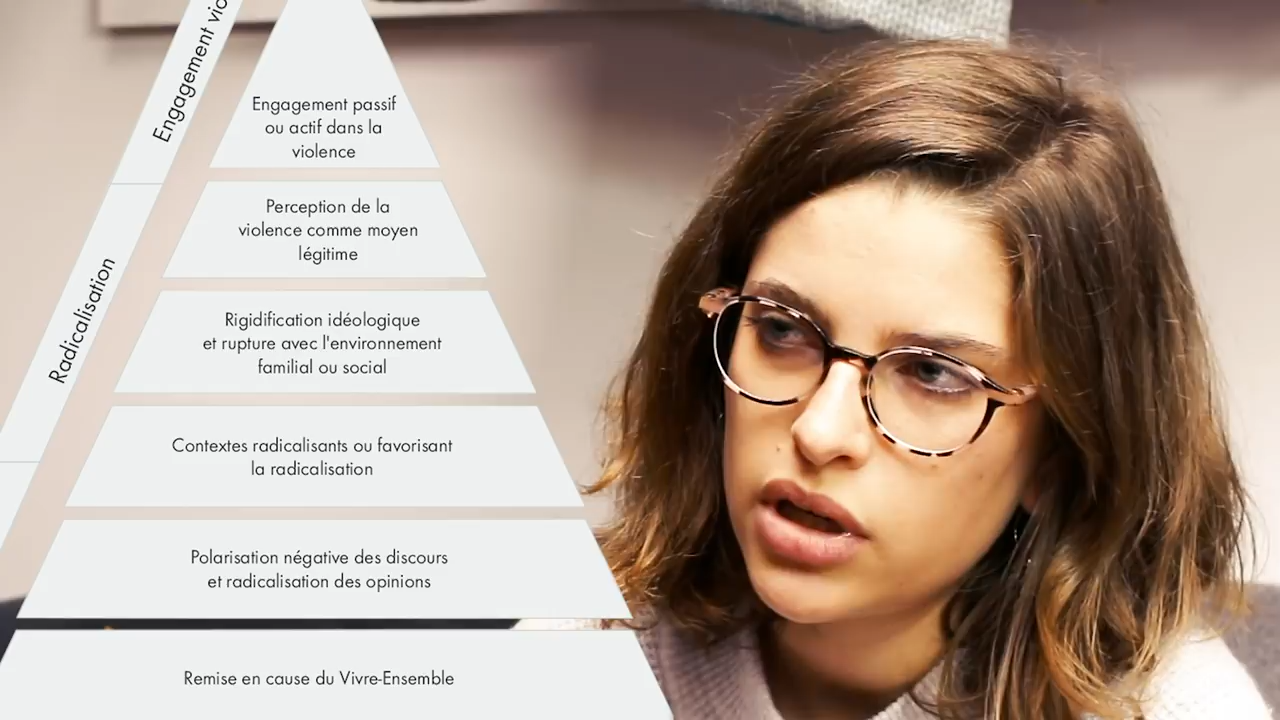 Engagement
Radicalisation
Engagement passif
ou actif dans la
violence
Perception de la
violence comme moyen
légitime
Rigidification idéologique
et rupture avec l'environnement
familial ou social
Contextes radicalisants ou favorisant
la radicalisation
Polarisation négative des discours
et radicalisation des opinions
Remise en cause du Vivre-Ensemble